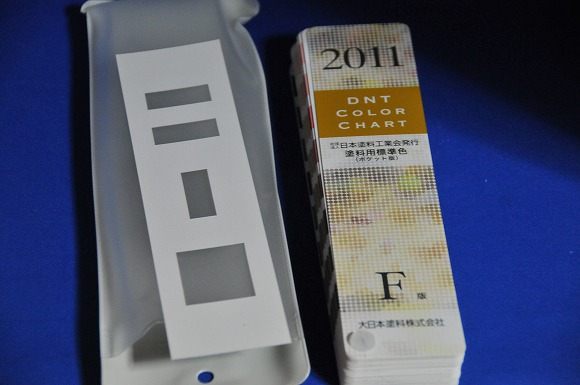 2011
DNT
COLOR
CHART
日本塗料工業会発行
塗料用標準色
（ポケット版）
F版
大日本塗料株式会社